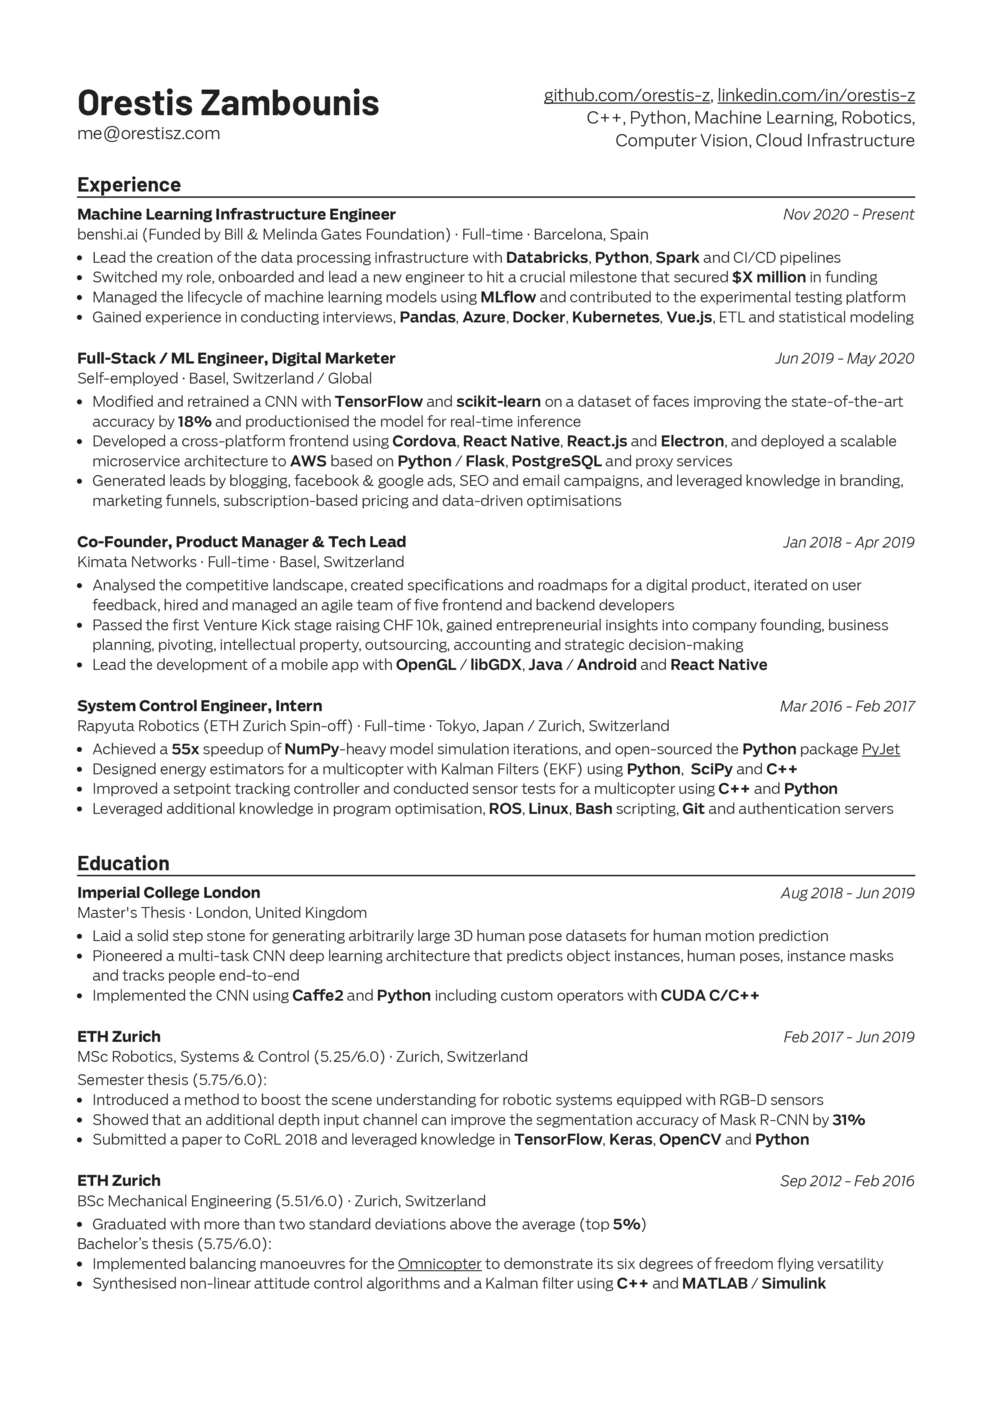 Orestis Zambounis
me@orestisz.com
github.com/orestis-z, linkedin.com/in/orestis-z
C++, Python, Machine Learning, Robotics,
Computer Vision, Cloud Infrastructure
Experience
Machine Learning Infrastructure Engineer Nov 2020 - Present
benshi.ai (Funded by Bill & Melinda Gates Foundation) · Full-time · Barcelona, Spain
• Lead the creation of the data processing infrastructure with Databricks, Python, Spark and CI/CD pipelines
• Switched my role, onboarded and lead a new engineer to hit a crucial milestone that secured $X million in funding
• Managed the lifecycle of machine learning models using MLflow and contributed to the experimental testing platform
• Gained experience in conducting interviews, Pandas, Azure, Docker, Kubernetes, Vue.js, ETL and statistical modeling
Full-Stack / ML Engineer, Digital Marketer Jun 2019 - May 2020
Self-employed · Basel, Switzerland / Global
• Modified and retrained a CNN with TensorFlow and scikit-learn on a dataset of faces improving the state-of-the-art
accuracy by 18% and productionised the model for real-time inference
• Developed a cross-platform frontend using Cordova, React Native, React.js and Electron, and deployed a scalable
microservice architecture to AWS based on Python / Flask, PostgreSQL and proxy services
• Generated leads by blogging, facebook & google ads, SEO and email campaigns, and leveraged knowledge in branding,
marketing funnels, subscription-based pricing and data-driven optimisations
Co-Founder, Product Manager & Tech Lead Jan 2018 - Apr 2019
Kimata Networks · Full-time · Basel, Switzerland
• Analysed the competitive landscape, created specifications and roadmaps for a digital product, iterated on user
feedback, hired and managed an agile team of five frontend and backend developers
• Passed the first Venture Kick stage raising CHF 10k, gained entrepreneurial insights into company founding, business
planning, pivoting, intellectual property, outsourcing, accounting and strategic decision-making
• Lead the development of a mobile app with OpenGL / libGDX, Java / Android and React Native
System Control Engineer, Intern Mar 2016 - Feb 2017
Rapyuta Robotics (ETH Zurich Spin-off) · Full-time · Tokyo, Japan / Zurich, Switzerland
• Achieved a 55x speedup of NumPy-heavy model simulation iterations, and open-sourced the Python package PyJet
• Designed energy estimators for a multicopter with Kalman Filters (EKF) using Python, SciPy and C++
• Improved a setpoint tracking controller and conducted sensor tests for a multicopter using C++ and Python
• Leveraged additional knowledge in program optimisation, ROS, Linux, Bash scripting, Git and authentication servers
Education
Imperial College London Aug 2018 - Jun 2019
Master's Thesis · London, United Kingdom
• Laid a solid step stone for generating arbitrarily large 3D human pose datasets for human motion prediction
• Pioneered a multi-task CNN deep learning architecture that predicts object instances, human poses, instance masks
and tracks people end-to-end
• Implemented the CNN using Caffe2 and Python including custom operators with CUDA C/C++
ETH Zurich Feb 2017 - Jun 2019
MSc Robotics, Systems & Control (5.25/6.0) · Zurich, Switzerland
Semester thesis (5.75/6.0):
• Introduced a method to boost the scene understanding for robotic systems equipped with RGB-D sensors
• Showed that an additional depth input channel can improve the segmentation accuracy of Mask R-CNN by 31%
• Submitted a paper to CoRL 2018 and leveraged knowledge in TensorFlow, Keras, OpenCV and Python
ETH Zurich Sep 2012 - Feb 2016
BSc Mechanical Engineering (5.51/6.0) · Zurich, Switzerland
• Graduated with more than two standard deviations above the average (top 5%)
Bachelor's thesis (5.75/6.0):
• Implemented balancing manoeuvres for the Omnicopter to demonstrate its six degrees of freedom flying versatility
• Synthesised non-linear attitude control algorithms and a Kalman filter using C++ and MATLAB / Simulink